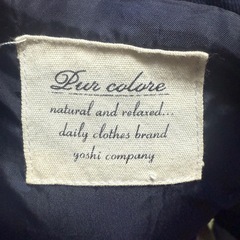 Pur colore
natural and relaxed...
daily clothes brand
yoshi company